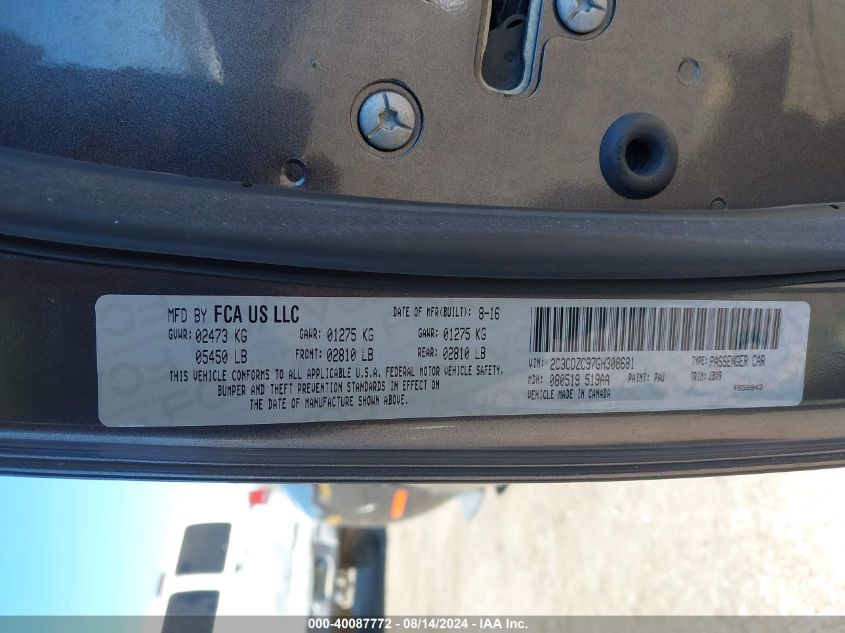 MFD BY FCA US LLC DATE OF MFR(BUILT): 8-16
GVWR: 02473 KG GAWR: 01275 KG GAWR: 01275 KG
05450 LB FRONT: 02810 LB REAR: 02810 LB
THIS VEHICLE CONFORMS TO ALL APPLICABLE U.S.A. FEDERAL MOTOR VEHICLE SAFETY,
BUMPER AND THEFT PREVENTION STANDARDS IN EFFECT ON
THE DATE OF MANUFACTURE SHOWN ABOVE.
VIN: 2C3CDZC97GH308681 TYPE: PASSENGER CAR
MDH: 080519 519AA PAINT: PAU TRIM: JBX9
VEHICLE MADE IN CANADA 4658843
000-40087772 - 08/14/2024 - IAA Inc.